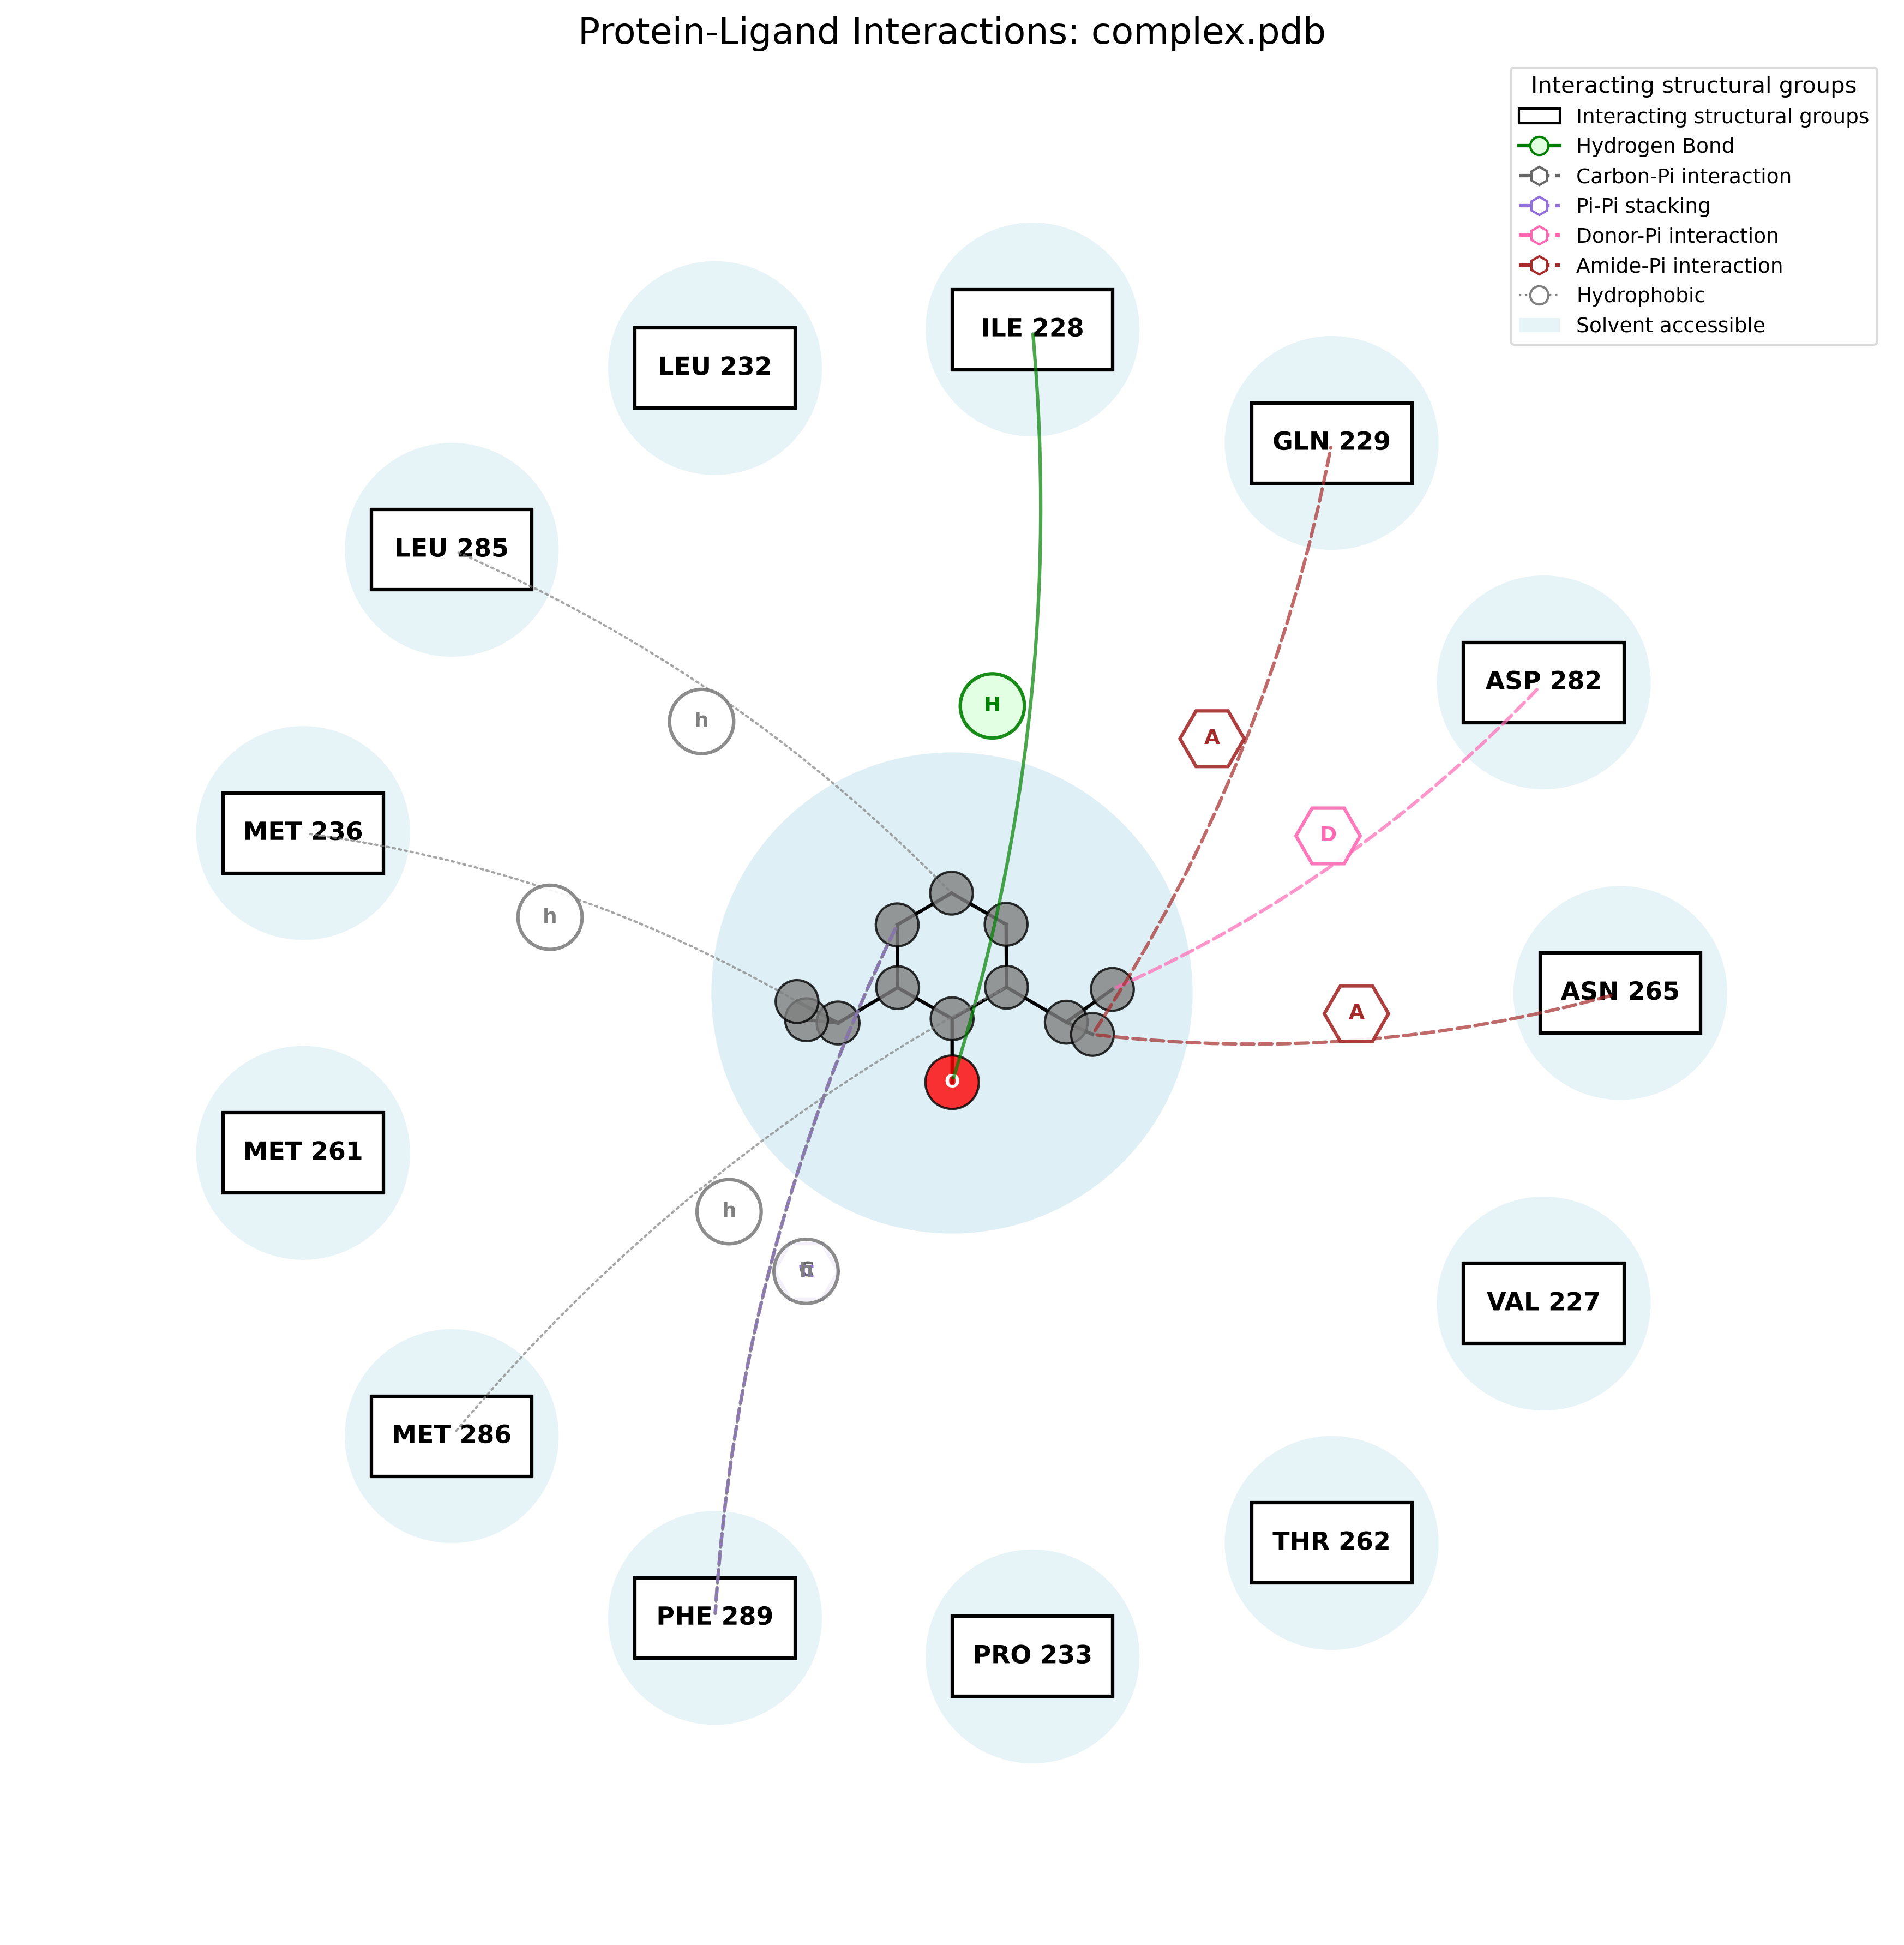 Protein-Ligand Interactions: complex.pdb
Interacting structural groups
Interacting structural groups
Hydrogen Bond
Carbon-Pi interaction
Pi-Pi stacking
Donor-Pi interaction
Amide-Pi interaction
Hydrophobic
Solvent accessible
ILE 228
LEU 232
GLN 229
LEU 285
ASP 282
H
h
A
MET 236
D
h
ASN 265
A
O
MET 261
h
VAL 227
MET 286
THR 262
PHE 289
PRO 233